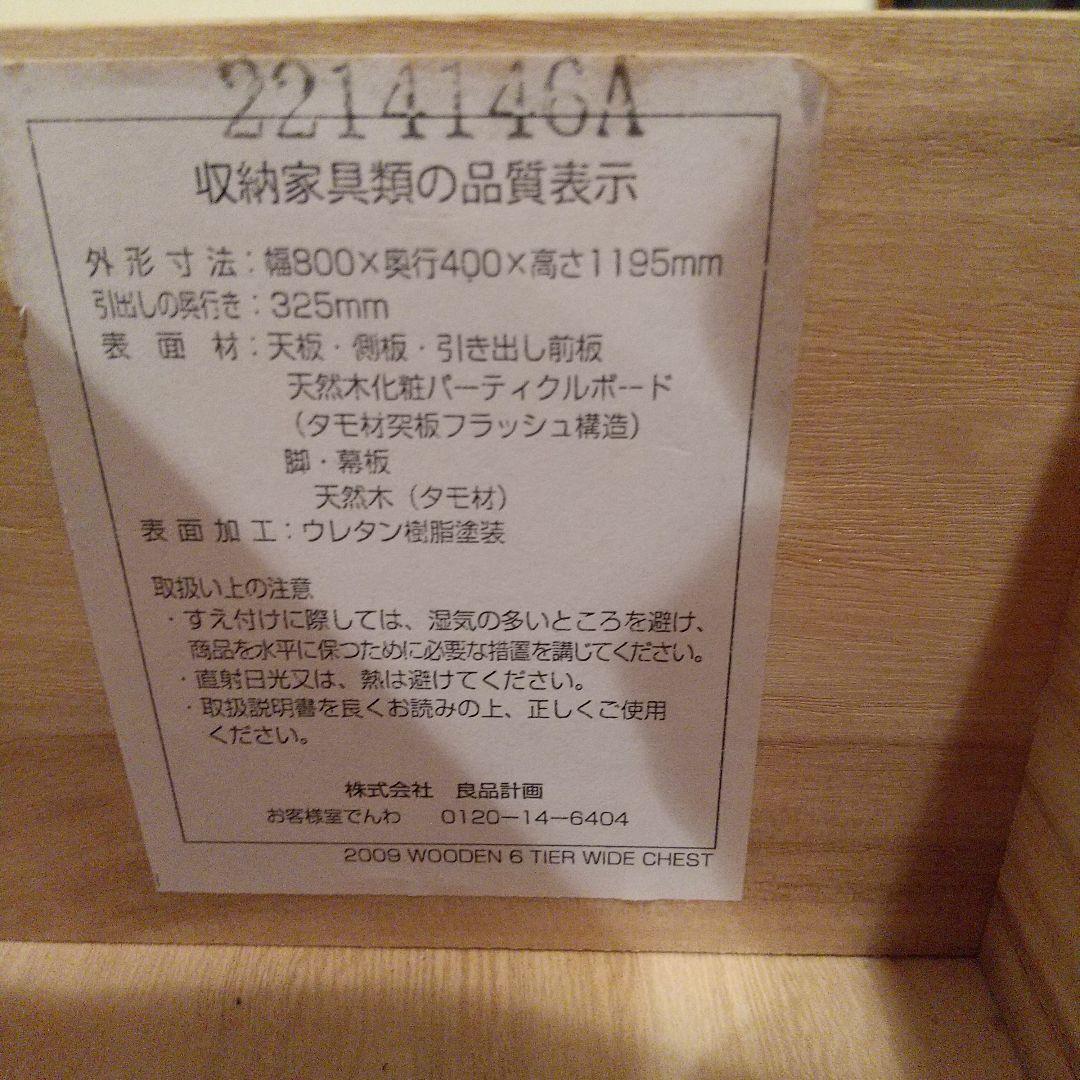 2214146A
収納家具類の品質表示
外形寸法：幅800×奥行400×高さ1195mm
引出しの奥行き：325mm
表面材：天板・側板・引き出し前板
天然木化粧パーティクルボード
（タモ材突板フラッシュ構造）
脚・幕板
天然木（タモ材）
表面加工：ウレタン樹脂塗装
取扱い上の注意
・すえ付けに際しては、湿気の多いところを避け、
商品を水平に保つために必要な措置を講じてください。
・直射日光又は、熱は避けてください。
・取扱説明書を良くお読みの上、正しくご使用
ください。
株式会社 良品計画
お客様室でんわ 0120－14－6404
2009 WOODEN 6 TIER WIDE CHEST